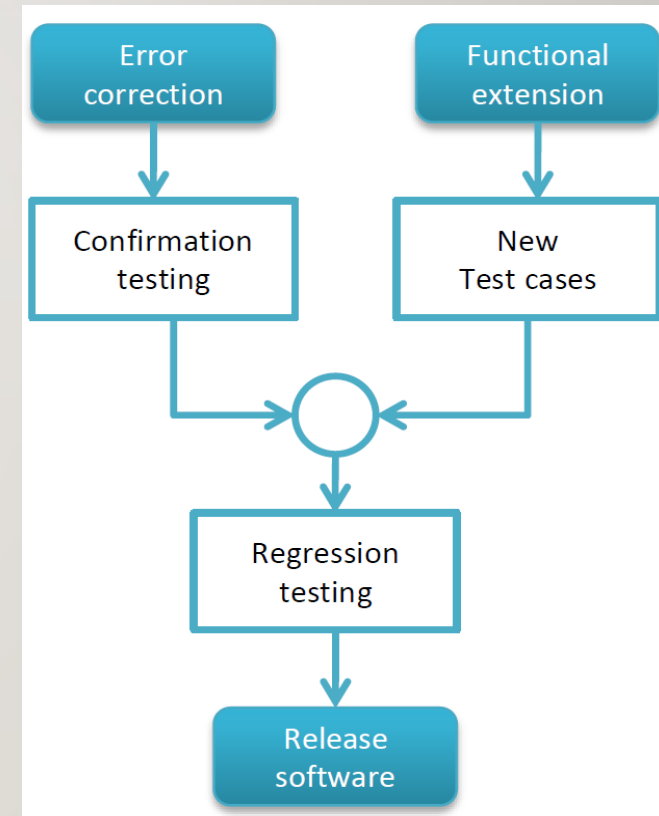 Error
correction
Functional
extension
Confirmation
testing
New
Test cases
Regression
testing
Release
software